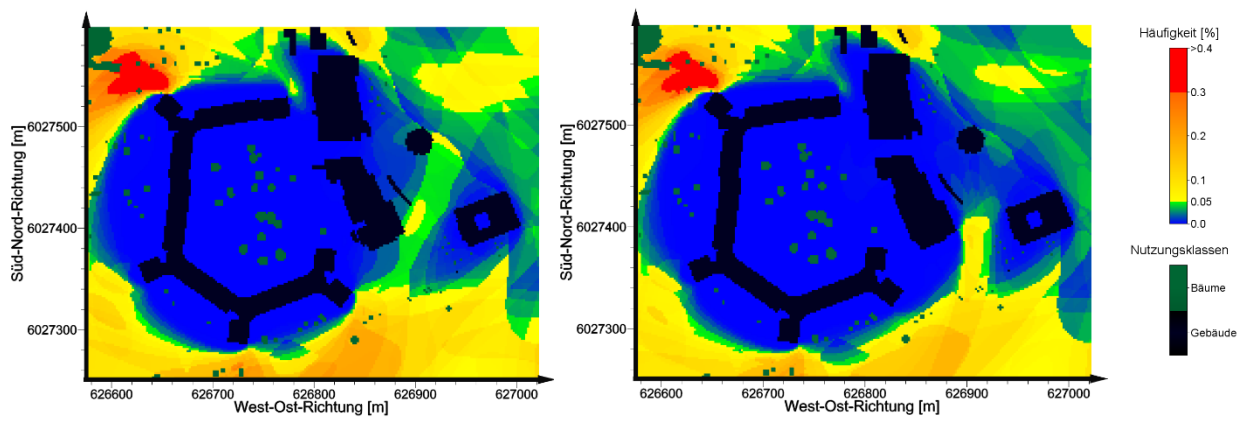 Süd-Nord-Richtung [m]
6027500
6027400
6027300
626600
626700
626800
626900
627000
West-Ost-Richtung [m]
Süd-Nord-Richtung [m]
6027500
6027400
6027300
626600
626700
626800
626900
627000
West-Ost-Richtung [m]
Häufigkeit [%]
>0.4
0.3
0.2
0.1
0.05
0.0
Nutzungsklassen
Bäume
Gebäude